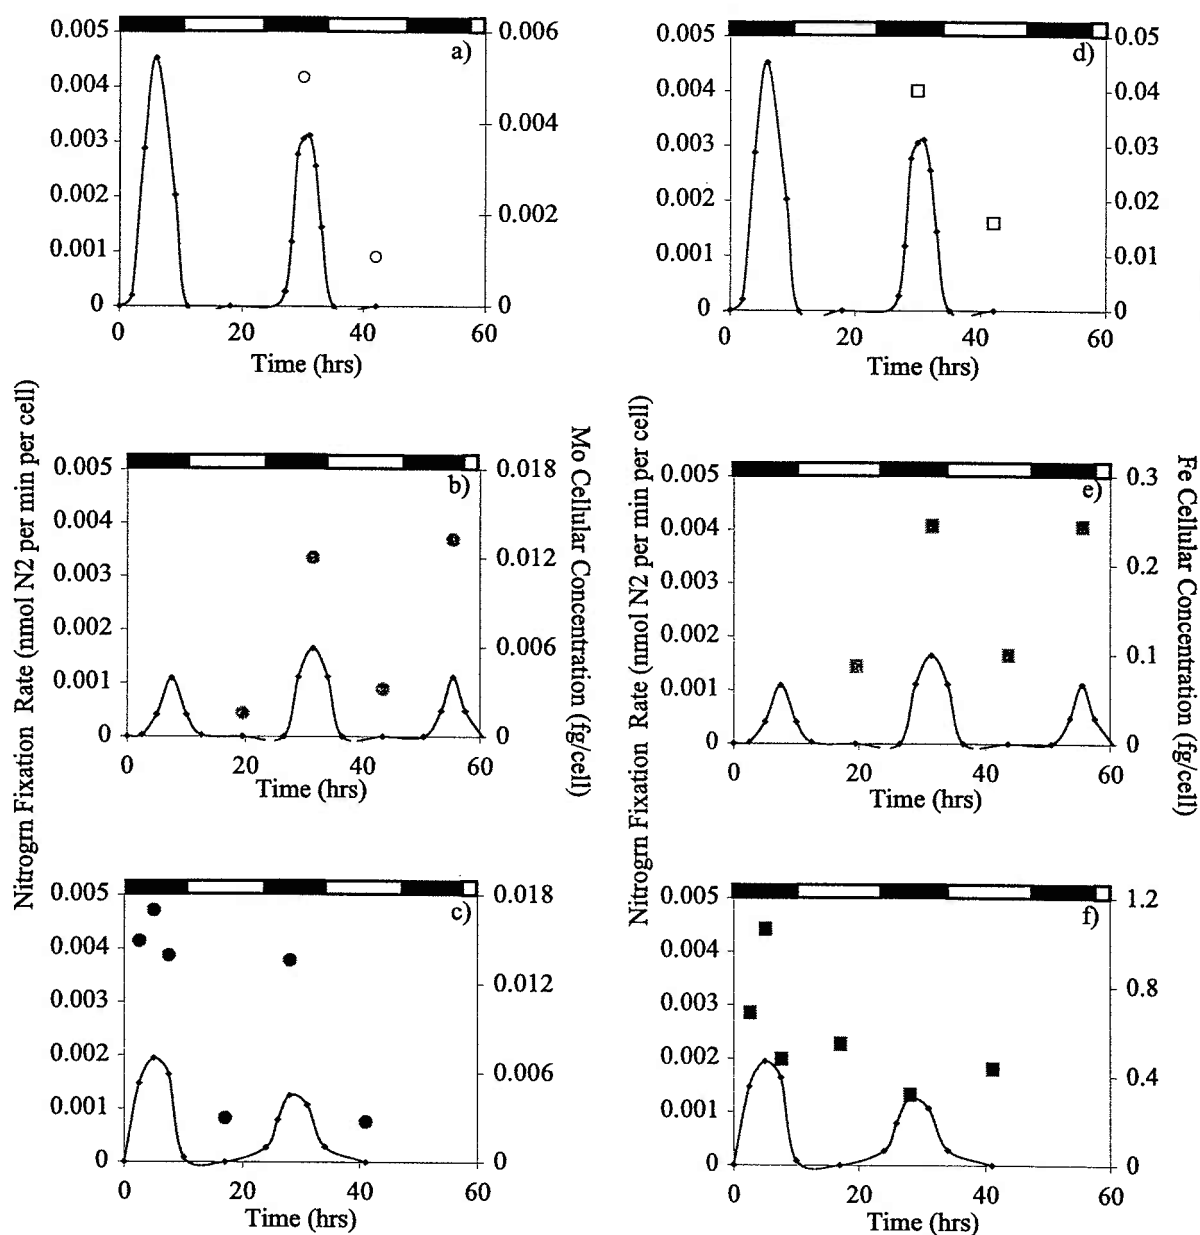 a)
0.005
0.004
0.003
0.002
0.001
0
0.006
0.004
0.002
0
0 20 40 60
Time (hrs)
d)
0.005
0.004
0.003
0.002
0.001
0
0.05
0.04
0.03
0.02
0.01
0
0 20 40 60
Time (hrs)
Nitrogrn Fixation Rate (nmol N2 per min per cell)
b)
0.005
0.004
0.003
0.002
0.001
0
0.018
0.012
0.006
0
0 20 40 60
Time (hrs)
Mo Cellular Concentration (fg/cell)
Nitrogrn Fixation Rate (nmol N2 per min per cell)
e)
0.005
0.004
0.003
0.002
0.001
0
0.3
0.2
0.1
0
0 20 40 60
Time (hrs)
Fe Cellular Concentration (fg/cell)
c)
0.005
0.004
0.003
0.002
0.001
0
0.018
0.012
0.006
0
0 20 40 60
Time (hrs)
f)
0.005
0.004
0.003
0.002
0.001
0
1.2
0.8
0.4
0
0 20 40 60
Time (hrs)